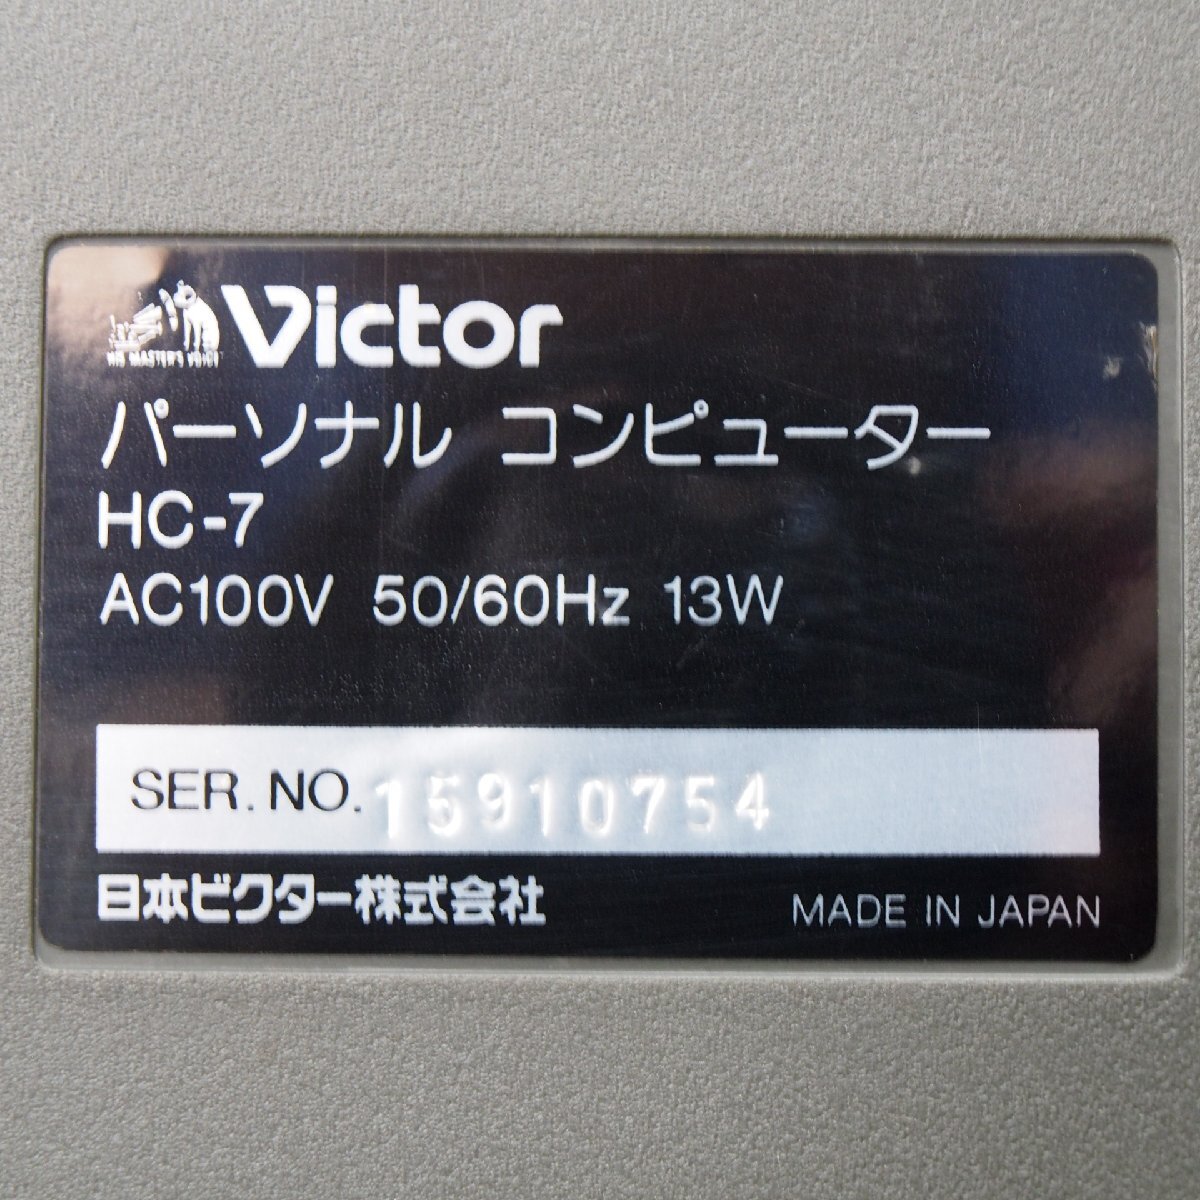 HIS MASTER'S VOICE
Victor
パーソナル コンピューター
HC-7
AC100V 50/60Hz 13W
SER. NO. 15910754
日本ビクター株式会社 MADE IN JAPAN